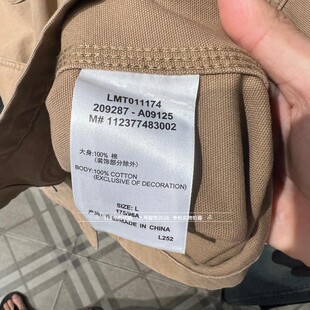 LMT011174
209287 - A09125
M# 112377483002
大身:100% 棉
(装饰部分除外)
BODY:100% COTTON
(EXCLUSIVE OF DECORATION)
SIZE: L
175/96A
MADE IN CHINA
L252